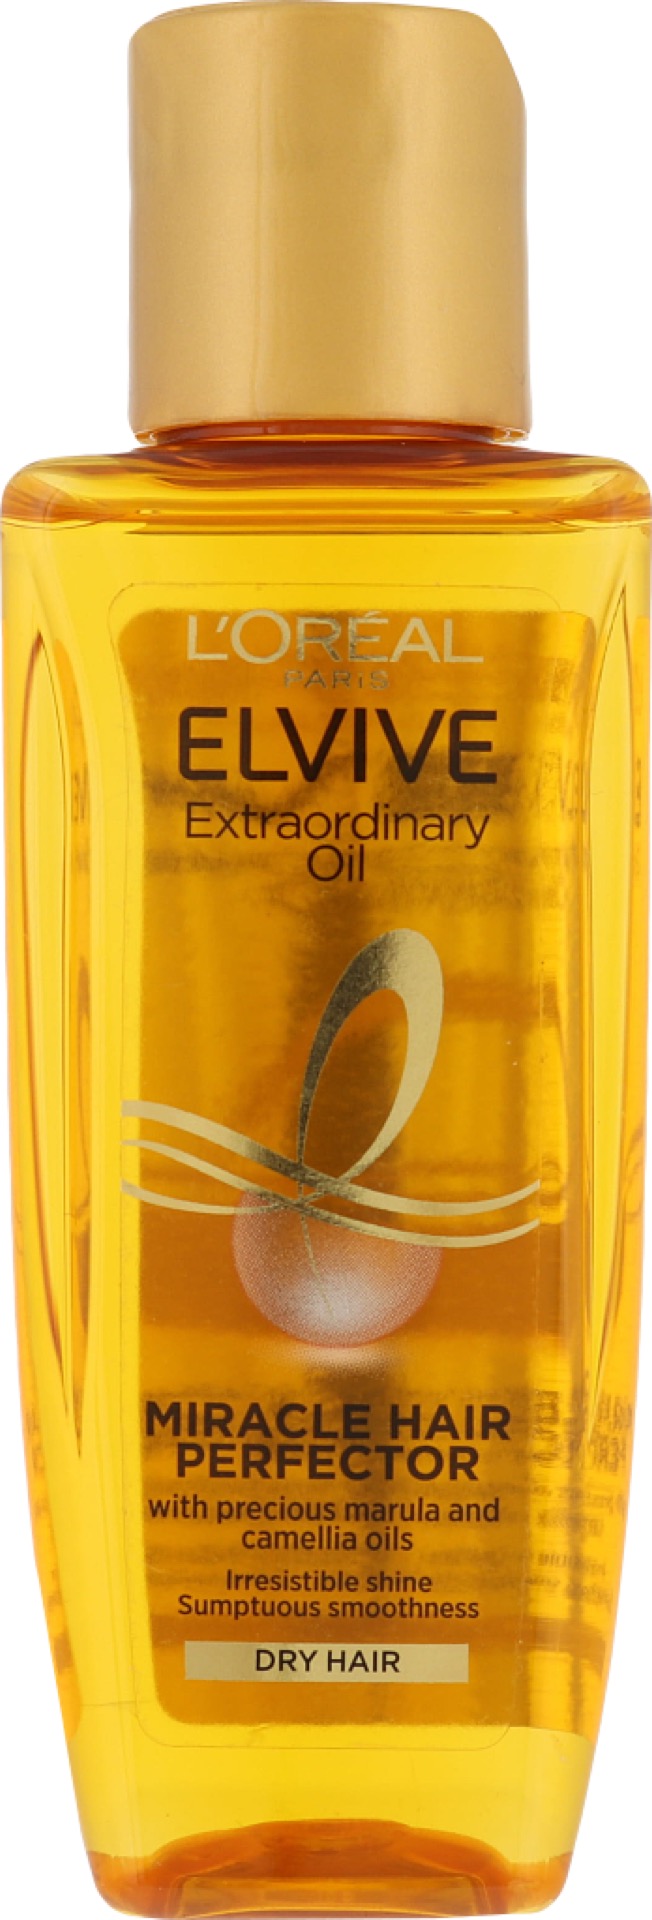 L'ORÉAL
PARIS
ELVIVE
Extraordinary
Oil
MIRACLE HAIR
PERFECTOR
with precious marula and
camellia oils
Irresistible shine
Sumptuous smoothness
DRY HAIR